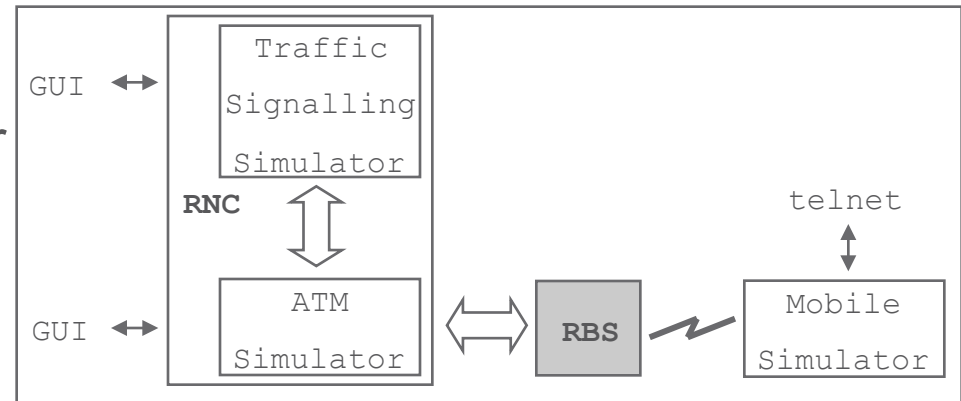 GUI
Traffic
Signalling
Simulator
RNC
telnet
GUI
ATM
Simulator
RBS
Mobile
Simulator